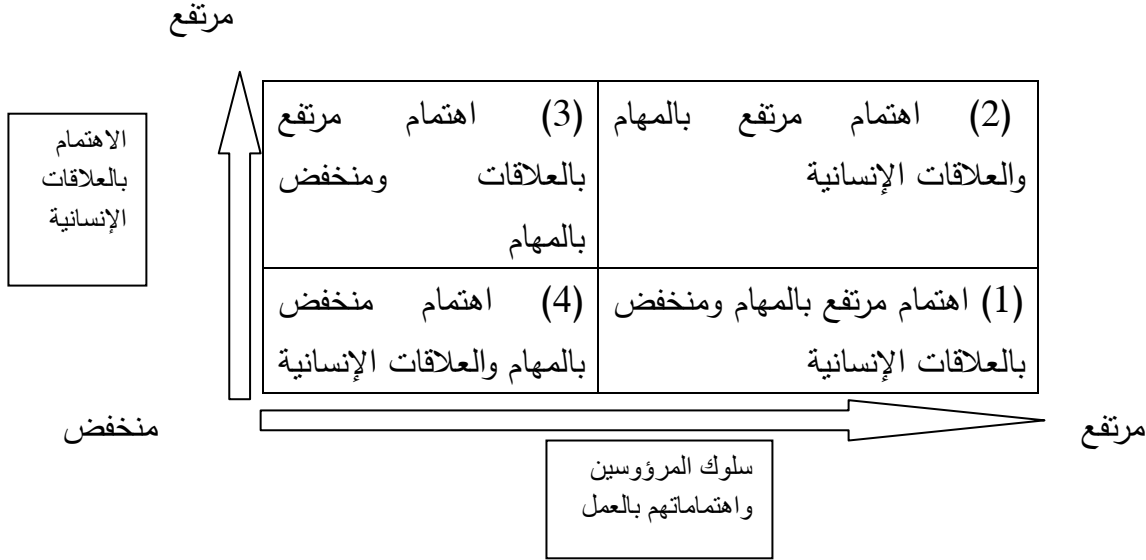 مرتفع
(2) اهتمام مرتفع بالمهام
والعلاقات الإنسانية
(3) اهتمام مرتفع
بالعلاقات ومنخفض
بالمهام
الاهتمام
بالعلاقات
الإنسانية
(1) اهتمام مرتفع بالمهام ومنخفض
بالعلاقات الإنسانية
(4) اهتمام منخفض
بالمهام والعلاقات الإنسانية
مرتفع
منخفض
سلوك المرؤوسين
واهتماماتهم بالعمل